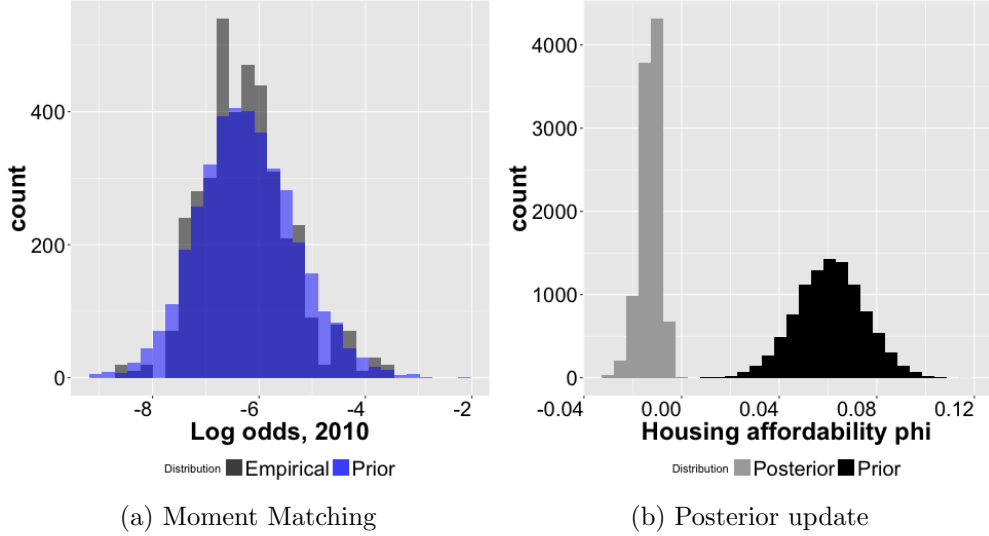 count
400
200
0
-8
-6
-4
-2
Log odds, 2010
Distribution Empirical Prior
(a) Moment Matching
count
4000
3000
2000
1000
0
-0.04
0.00
0.04
0.08
0.12
Housing affordability phi
Distribution Posterior Prior
(b) Posterior update